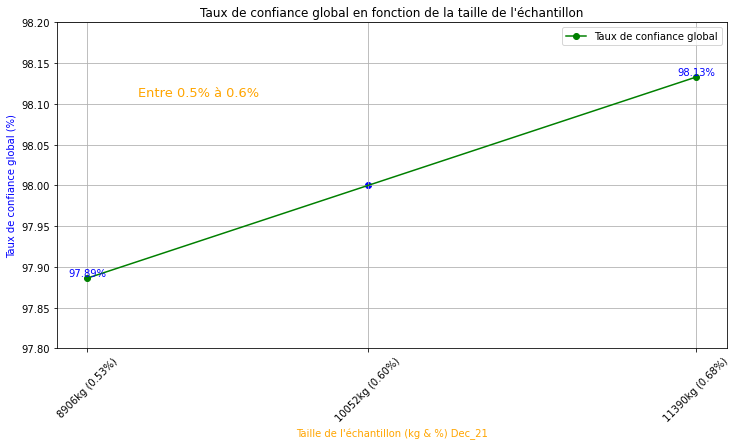 Taux de confiance global en fonction de la taille de l'échantillon
98.20
Taux de confiance global
98.15
98.13%
Entre 0.5% à 0.6%
98.10
98.05
Taux de confiance global (%)
98.00
97.95
97.90
97.89%
97.85
97.80
8906kg (0.53%)
10052kg (0.60%)
11390kg (0.68%)
Taille de l'échantillon (kg & %) Dec_21